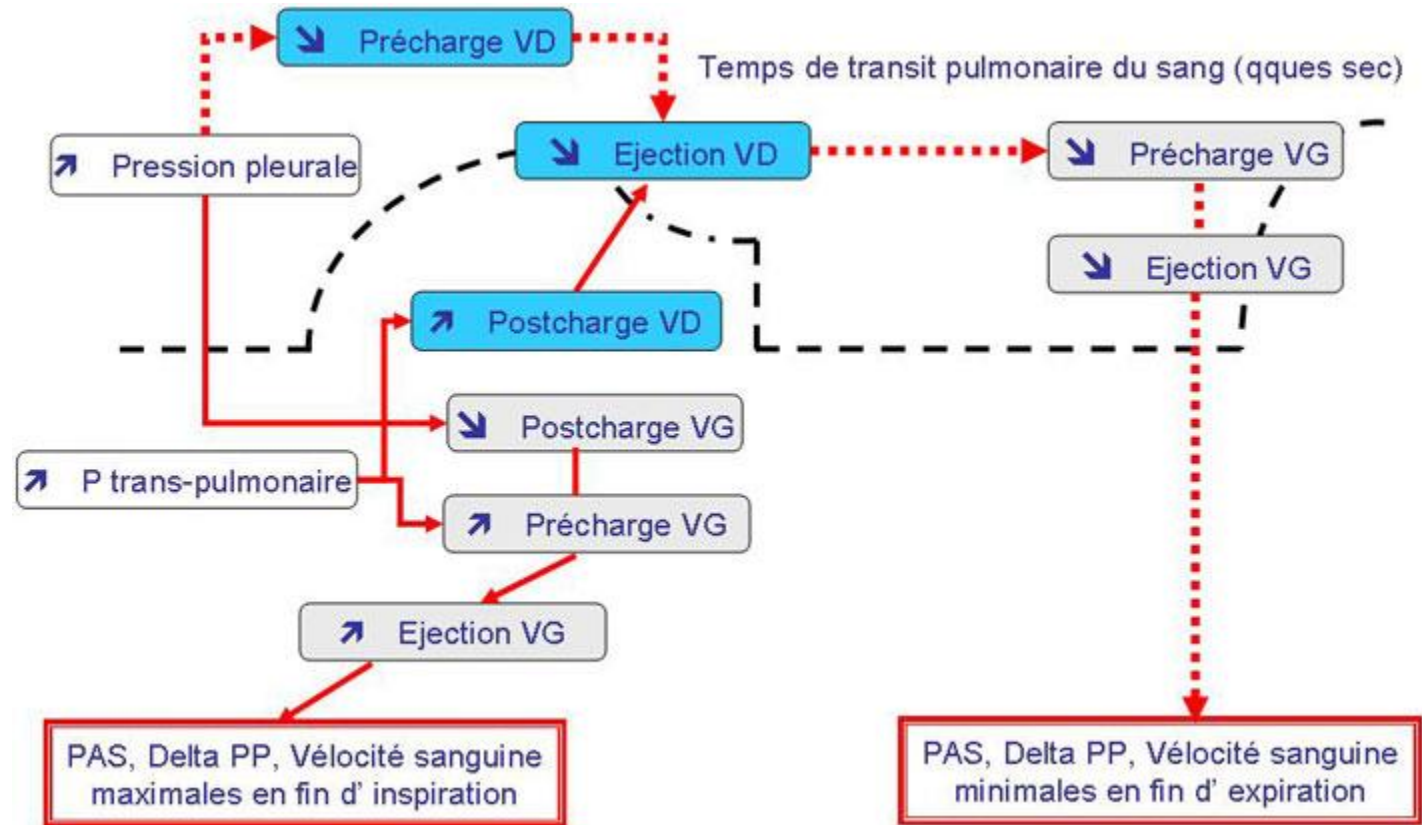 ↘ Précharge VD
Temps de transit pulmonaire du sang (qques sec)
↗ Pression pleurale
↘ Ejection VD
↘ Précharge VG
↘ Ejection VG
↗ Postcharge VD
↘ Postcharge VG
↗ P trans-pulmonaire
↗ Précharge VG
↗ Ejection VG
PAS, Delta PP, Vélocité sanguine
maximales en fin d' inspiration
PAS, Delta PP, Vélocité sanguine
minimales en fin d' expiration